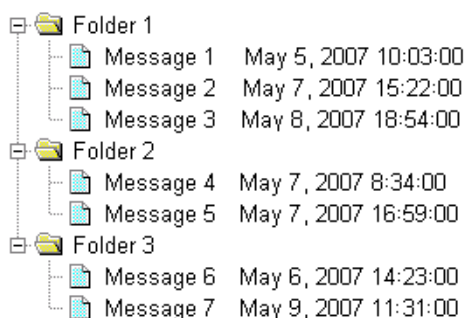 Folder 1
Message 1 May 5, 2007 10:03:00
Message 2 May 7, 2007 15:22:00
Message 3 May 8, 2007 18:54:00
Folder 2
Message 4 May 7, 2007 8:34:00
Message 5 May 7, 2007 16:59:00
Folder 3
Message 6 May 6, 2007 14:23:00
Message 7 May 9, 2007 11:31:00